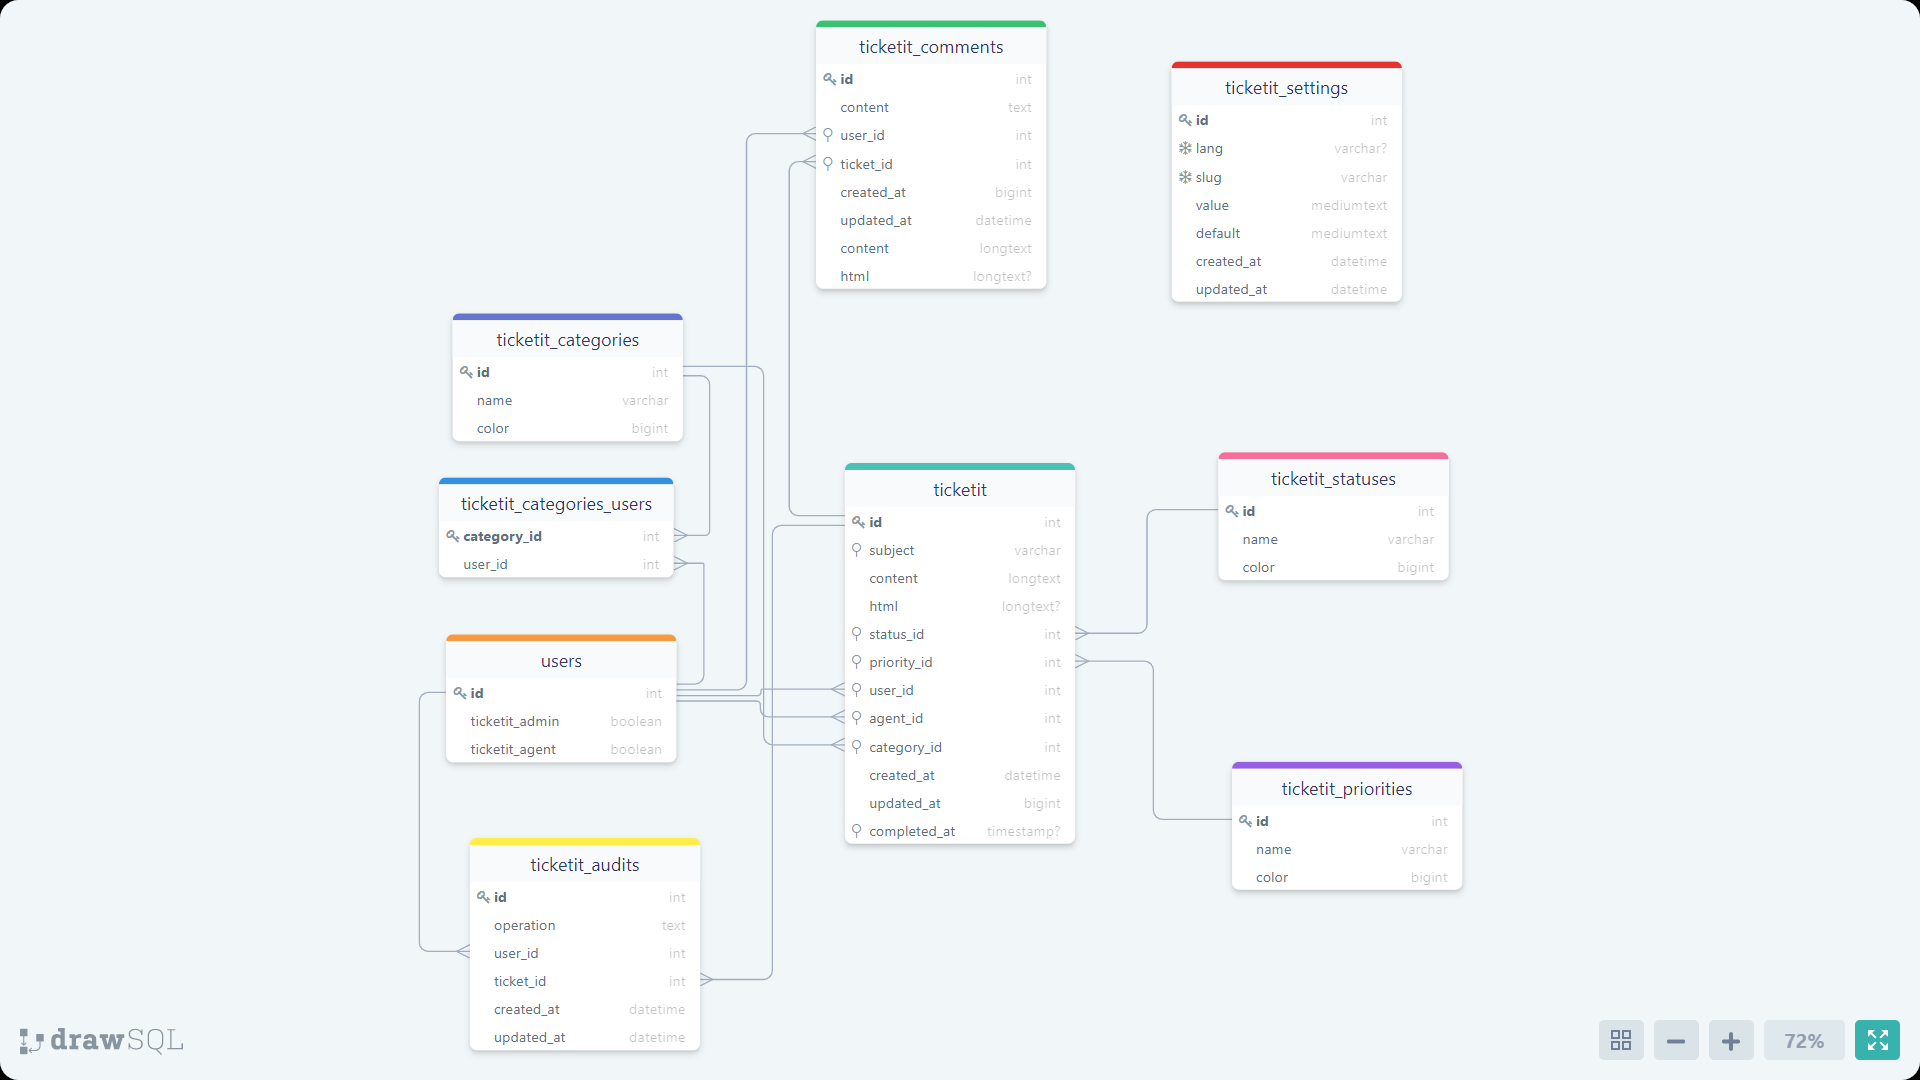 ticketit_comments
id int
content text
user_id int
ticket_id int
created_at bigint
updated_at datetime
content longtext
html longtext?
ticketit_settings
id int
lang varchar?
slug varchar
value mediumtext
default mediumtext
created_at datetime
updated_at datetime
ticketit_categories
id int
name varchar
color bigint
ticketit_categories_users
category_id int
user_id int
users
id int
ticketit_admin boolean
ticketit_agent boolean
ticketit_audits
id int
operation text
user_id int
ticket_id int
created_at datetime
updated_at datetime
ticketit
id int
subject varchar
content longtext
html longtext?
status_id int
priority_id int
user_id int
agent_id int
category_id int
created_at datetime
updated_at bigint
completed_at timestamp?
ticketit_statuses
id int
name varchar
color bigint
ticketit_priorities
id int
name varchar
color bigint
drawSQL
72%